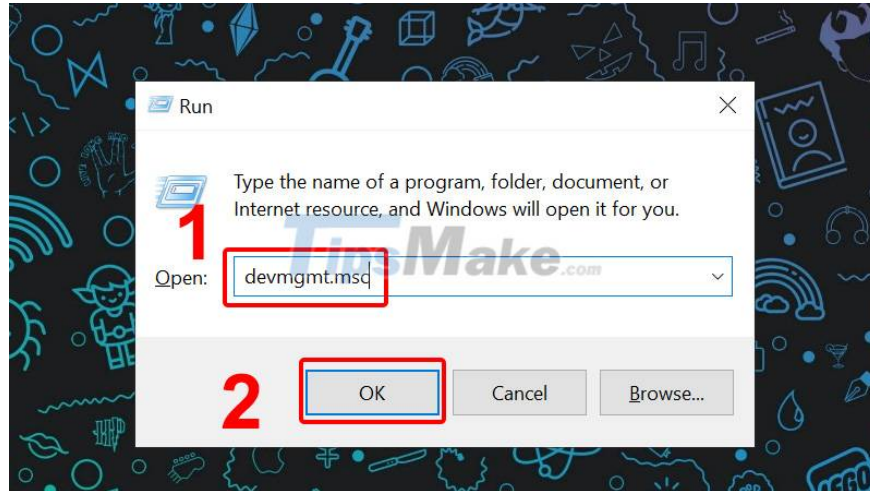 Run
Type the name of a program, folder, document, or
Internet resource, and Windows will open it for you.
1
TipsMake.com
Open:
devmgmt.msc
2
OK
Cancel
Browse...
</>
LEGO